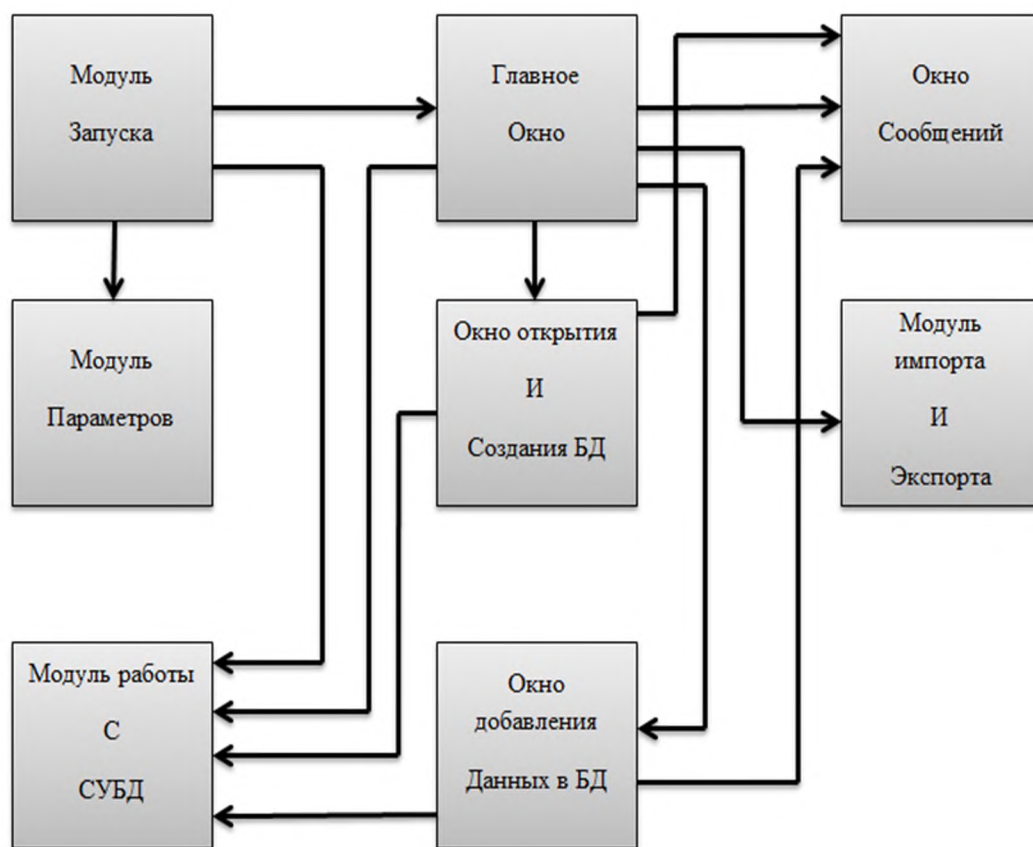 Модуль
Запуска
Главное
Окно
Окно
Сообщений
Модуль
Параметров
Окно открытия
И
Создания БД
Модуль
импорта
И
Экспорта
Модуль работы
С
СУБД
Окно
добавления
Данных в БД